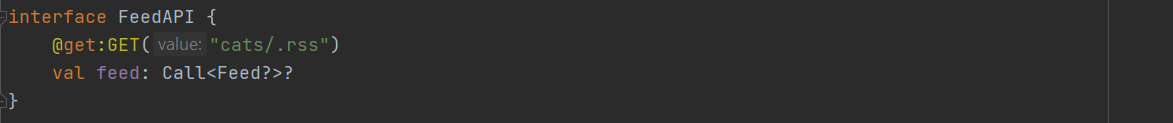 interface FeedAPI {
@get:GET( value: "cats/.rss")
val feed: Call<Feed?>?
}